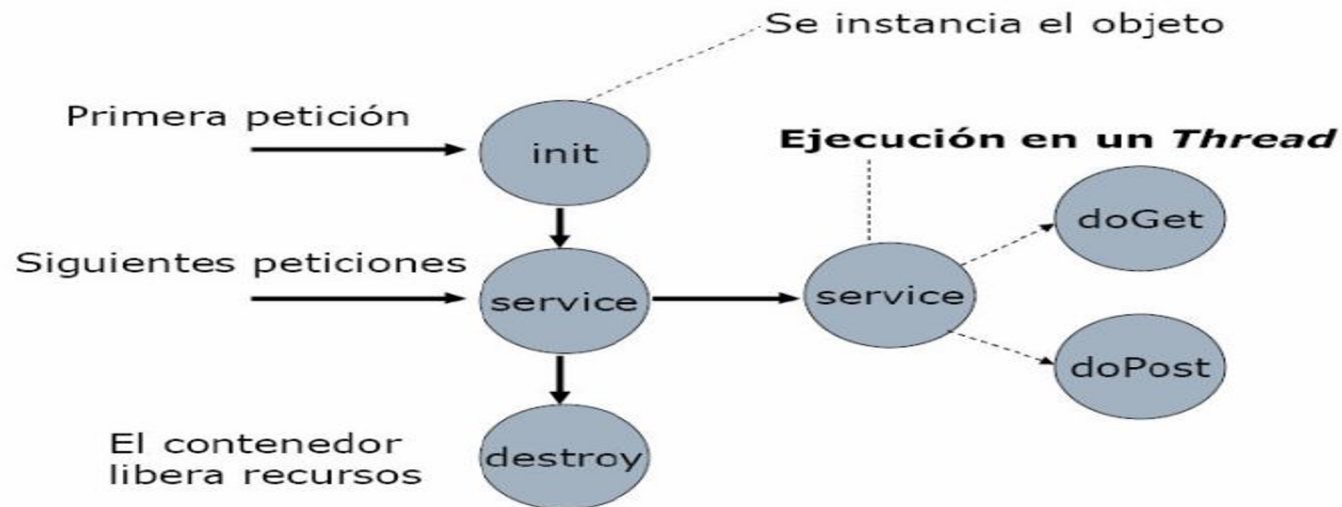 Se instancia el objeto
Primera petición
init
Ejecución en un Thread
doGet
Siguientes peticiones
service
service
doPost
El contenedor
libera recursos
destroy